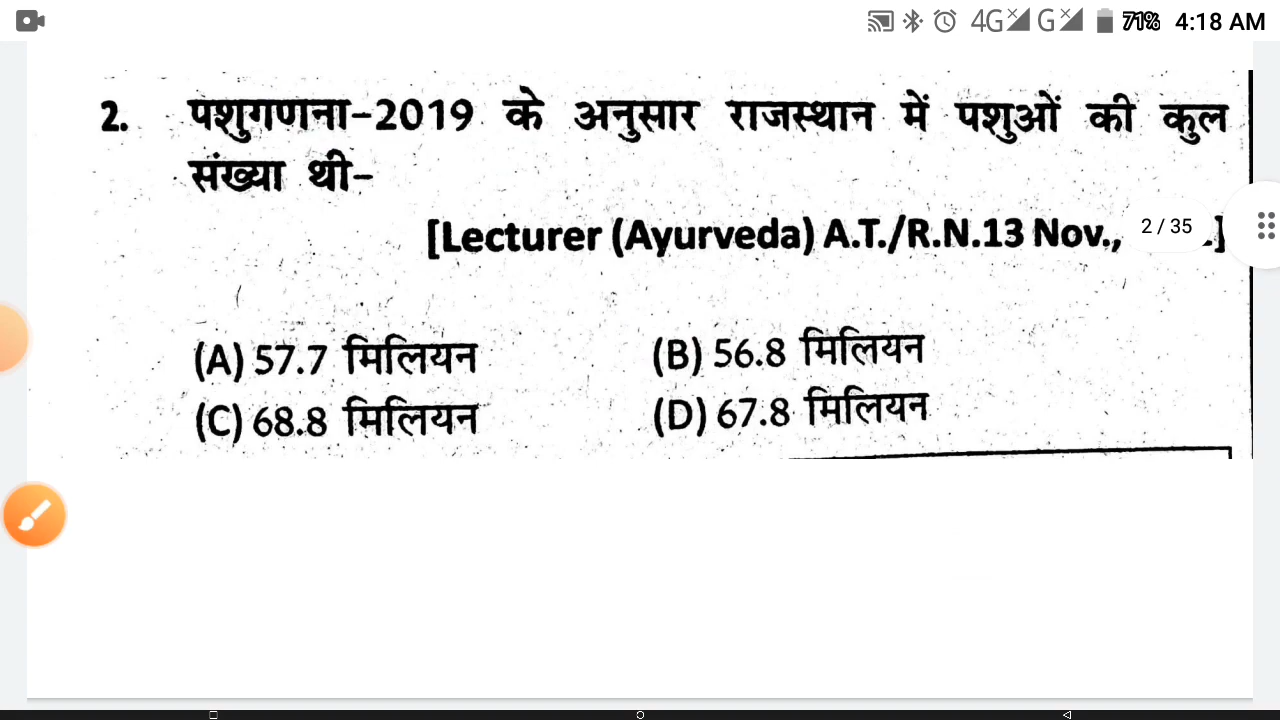 4G G 71% 4:18 AM
2. पशुगणना-2019 के अनुसार राजस्थान में पशुओं की कुल
संख्या थी-
[Lecturer (Ayurveda) A.T./R.N.13 Nov., .]
2 / 35
(A) 57.7 मिलियन (B) 56.8 मिलियन
(C) 68.8 मिलियन (D) 67.8 मिलियन